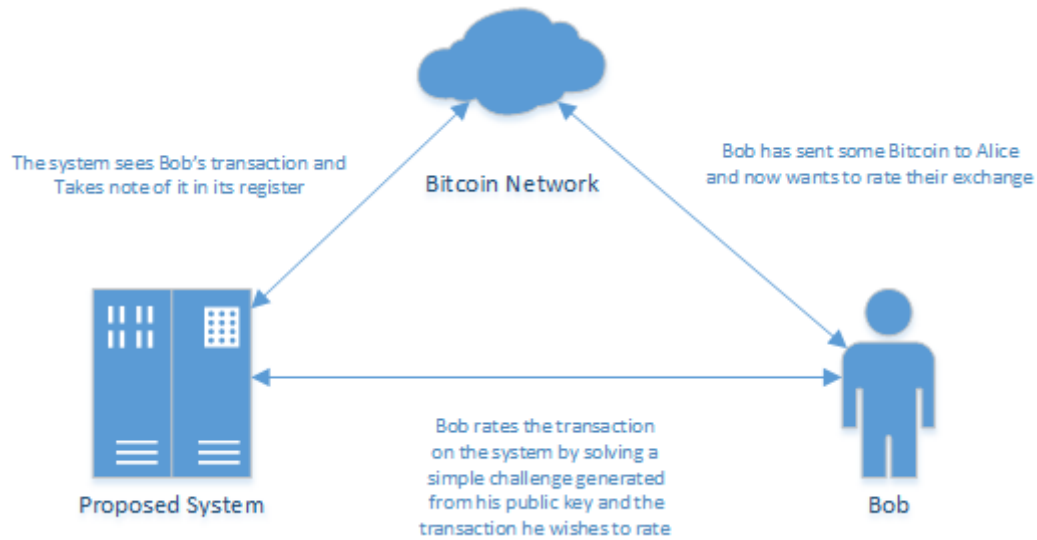 The system sees Bob's transaction and
Takes note of it in its register
Bitcoin Network
Bob has sent some Bitcoin to Alice
and now wants to rate their exchange
Proposed System
Bob rates the transaction
on the system by solving a
simple challenge generated
from his public key and the
transaction he wishes to rate
Bob